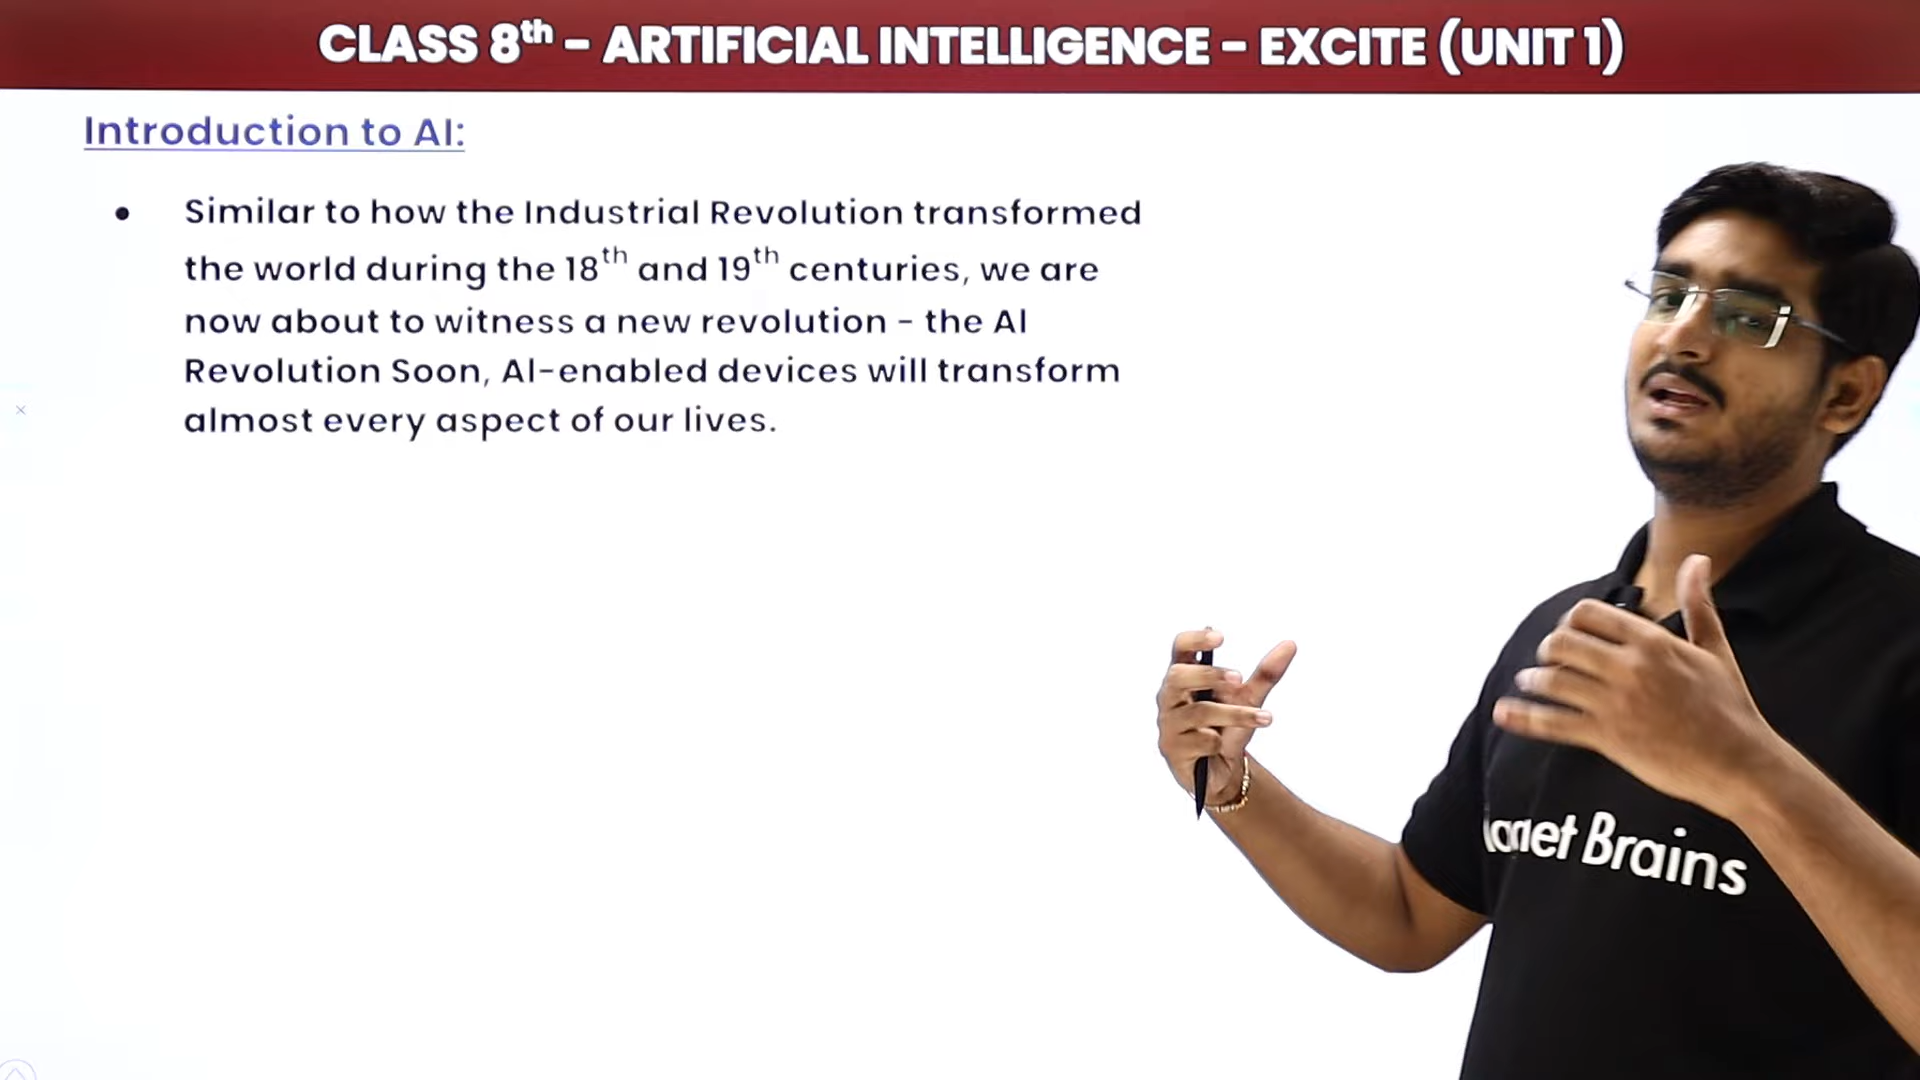 CLASS 8th - ARTIFICIAL INTELLIGENCE - EXCITE (UNIT 1)
Introduction to AI:
• Similar to how the Industrial Revolution transformed
the world during the 18th and 19th centuries, we are
now about to witness a new revolution - the AI
Revolution Soon, AI-enabled devices will transform
almost every aspect of our lives.
lanet Brains